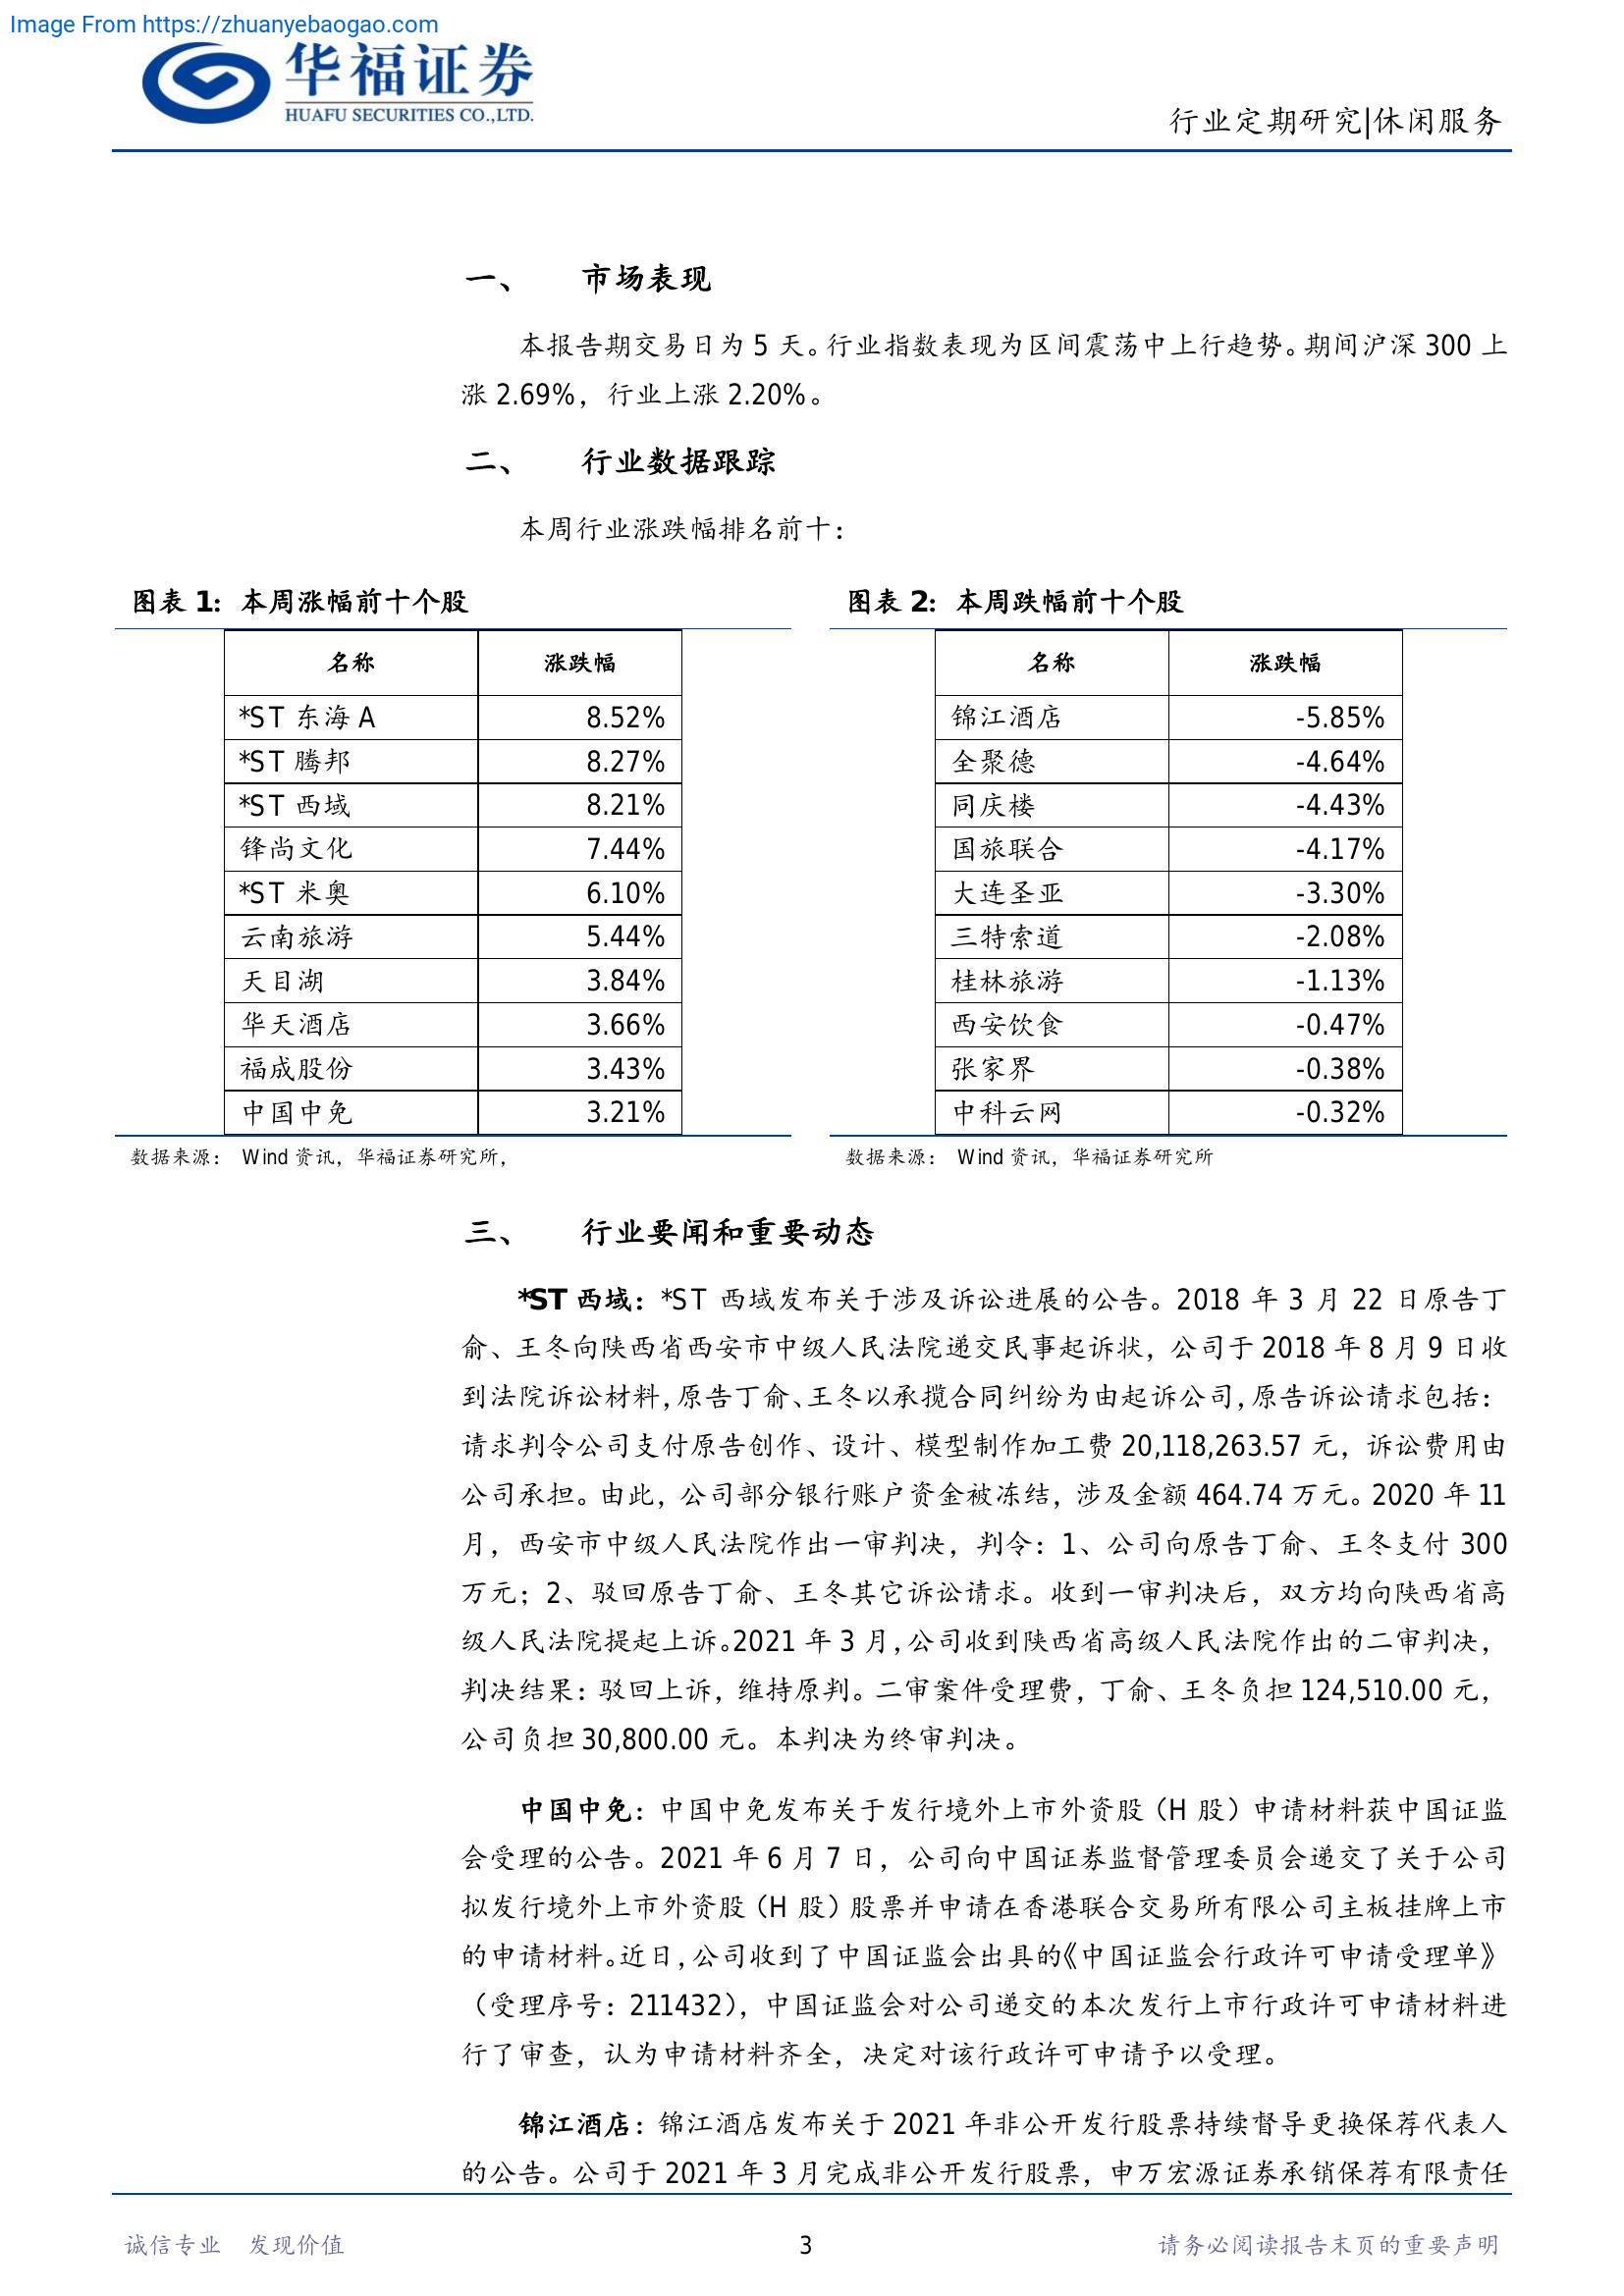 Image From https://zhuanyebaogao.com
华福证券
HUAFU SECURITIES CO.,LTD.
行业定期研究|休闲服务
一、 市场表现
本报告期交易日为 5 天。行业指数表现为区间震荡中上行趋势。期间沪深 300 上
涨 2.69%，行业上涨 2.20%。
二、 行业数据跟踪
本周行业涨跌幅排名前十：
图表 1：本周涨幅前十个股
名称 涨跌幅
*ST 东海 A 8.52%
*ST 腾邦 8.27%
*ST 西域 8.21%
锋尚文化 7.44%
*ST 米奥 6.10%
云南旅游 5.44%
天目湖 3.84%
华天酒店 3.66%
福成股份 3.43%
中国中免 3.21%
数据来源： Wind 资讯，华福证券研究所，
图表 2：本周跌幅前十个股
名称 涨跌幅
锦江酒店 -5.85%
全聚德 -4.64%
同庆楼 -4.43%
国旅联合 -4.17%
大连圣亚 -3.30%
三特索道 -2.08%
桂林旅游 -1.13%
西安饮食 -0.47%
张家界 -0.38%
中科云网 -0.32%
数据来源： Wind 资讯，华福证券研究所
三、 行业要闻和重要动态
*ST 西域：*ST 西域发布关于涉及诉讼进展的公告。2018 年 3 月 22 日原告丁
俞、王冬向陕西省西安市中级人民法院递交民事起诉状，公司于 2018 年 8 月 9 日收
到法院诉讼材料，原告丁俞、王冬以承揽合同纠纷为由起诉公司，原告诉讼请求包括：
请求判令公司支付原告创作、设计、模型制作加工费 20,118,263.57 元，诉讼费用由
公司承担。由此，公司部分银行账户资金被冻结，涉及金额 464.74 万元。2020 年 11
月，西安市中级人民法院作出一审判决，判令：1、公司向原告丁俞、王冬支付 300
万元；2、驳回原告丁俞、王冬其它诉讼请求。收到一审判决后，双方均向陕西省高
级人民法院提起上诉。2021 年 3 月，公司收到陕西省高级人民法院作出的二审判决，
判决结果：驳回上诉，维持原判。二审案件受理费，丁俞、王冬负担 124,510.00 元，
公司负担 30,800.00 元。本判决为终审判决。
中国中免：中国中免发布关于发行境外上市外资股（H 股）申请材料获中国证监
会受理的公告。2021 年 6 月 7 日，公司向中国证券监督管理委员会递交了关于公司
拟发行境外上市外资股（H 股）股票并申请在香港联合交易所有限公司主板挂牌上市
的申请材料。近日，公司收到了中国证监会出具的《中国证监会行政许可申请受理单》
（受理序号：211432），中国证监会对公司递交的本次发行上市行政许可申请材料进
行了审查，认为申请材料齐全，决定对该行政许可申请予以受理。
锦江酒店：锦江酒店发布关于 2021 年非公开发行股票持续督导更换保荐代表人
的公告。公司于 2021 年 3 月完成非公开发行股票，申万宏源证券承销保荐有限责任
诚信专业 发现价值
3
请务必阅读报告末页的重要声明